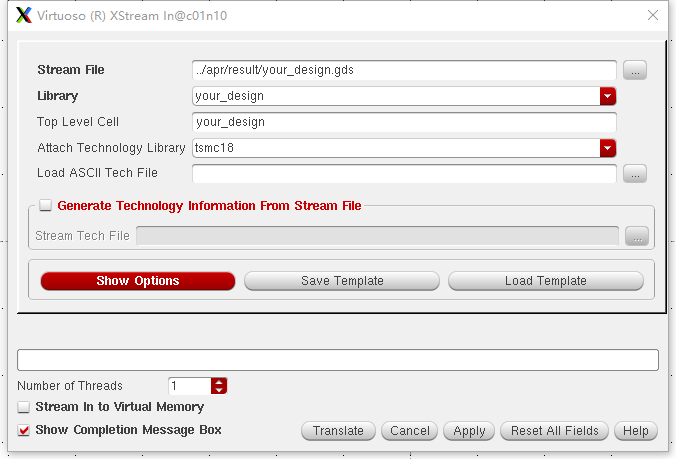 Virtuoso (R) XStream In@c01n10
Stream File ../apr/result/your_design.gds ...
Library your_design
Top Level Cell your_design
Attach Technology Library tsmc18
Load ASCII Tech File ...
Generate Technology Information From Stream File
Stream Tech File ...
Show Options Save Template Load Template
Number of Threads 1
Stream In to Virtual Memory
Show Completion Message Box Translate Cancel Apply Reset All Fields Help